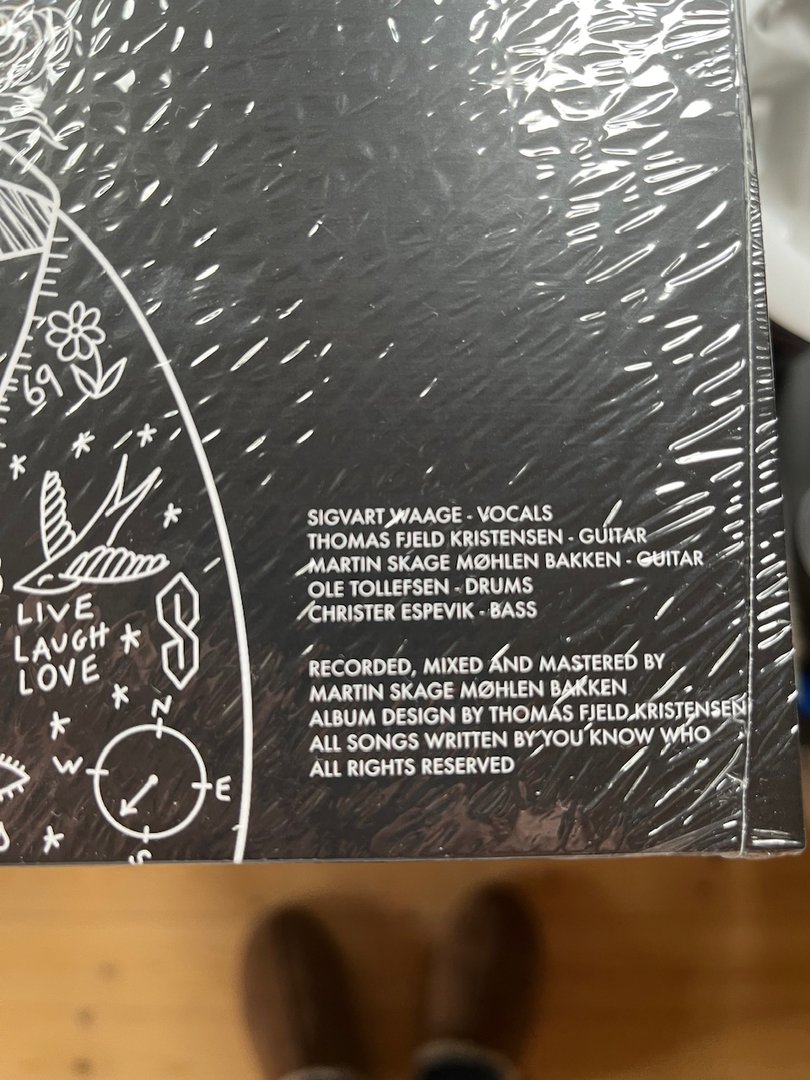 69
LIVE
LAUGH
LOVE
N
W E
S
SIGVART WAAGE - VOCALS
THOMAS FJELD KRISTENSEN - GUITAR
MARTIN SKAGE MØHLEN BAKKEN - GUITAR
OLE TOLLEFSEN - DRUMS
CHRISTER ESPEVIK - BASS
RECORDED, MIXED AND MASTERED BY
MARTIN SKAGE MØHLEN BAKKEN
ALBUM DESIGN BY THOMAS FJELD KRISTENSEN
ALL SONGS WRITTEN BY YOU KNOW WHO
ALL RIGHTS RESERVED